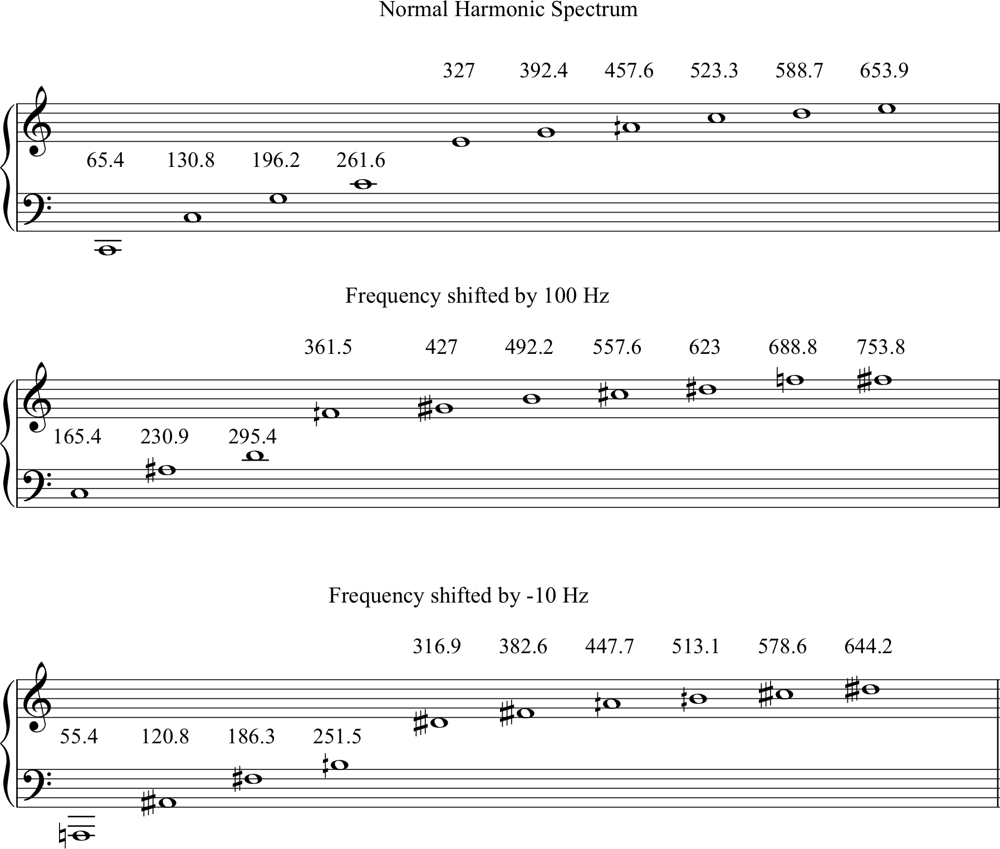 Normal Harmonic Spectrum
327 392.4 457.6 523.3 588.7 653.9
65.4 130.8 196.2 261.6
Frequency shifted by 100 Hz
361.5 427 492.2 557.6 623 688.8 753.8
165.4 230.9 295.4
Frequency shifted by -10 Hz
316.9 382.6 447.7 513.1 578.6 644.2
55.4 120.8 186.3 251.5